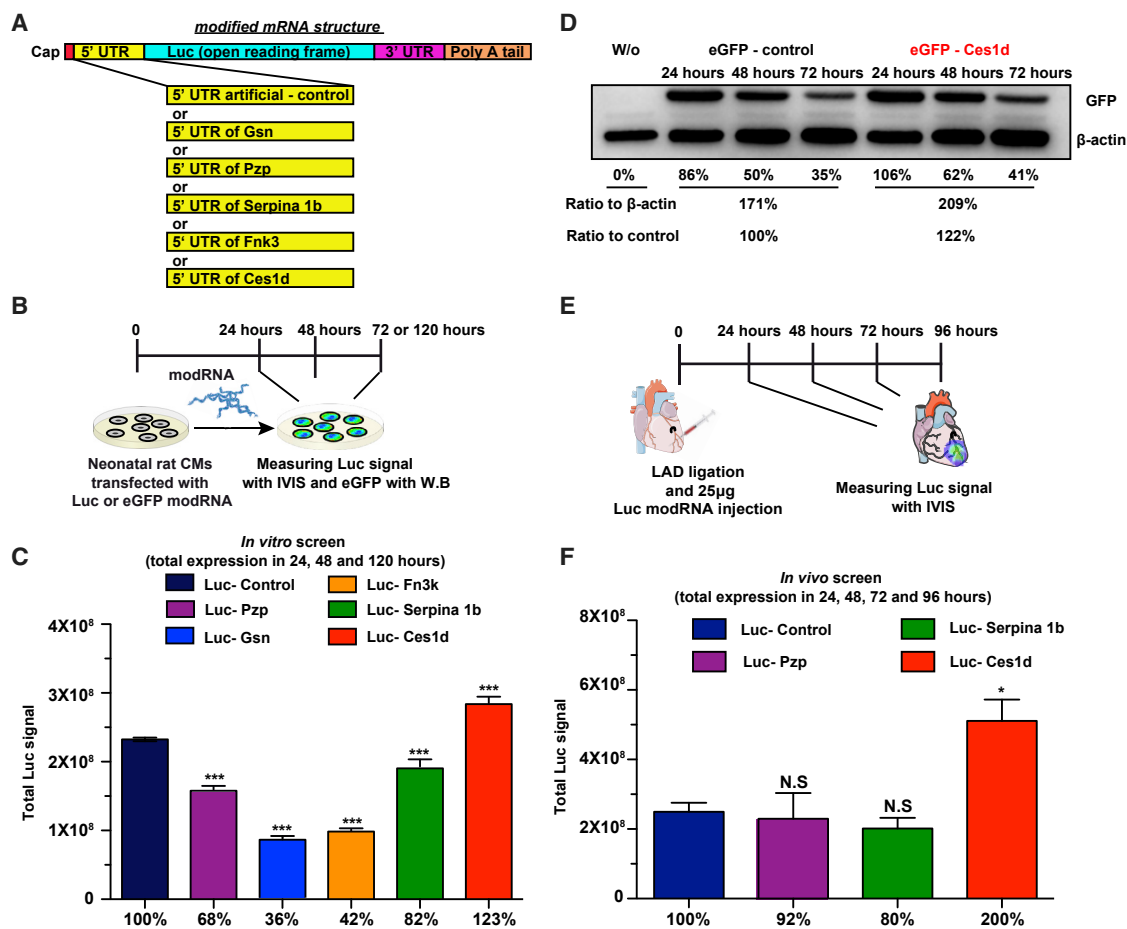 A
modified mRNA structure
Cap 5' UTR Luc (open reading frame) 3' UTR Poly A tail
5' UTR artificial - control
or
5' UTR of Gsn
or
5' UTR of Pzp
or
5' UTR of Serpina 1b
or
5' UTR of Fnk3
or
5' UTR of Ces1d
B
0 24 hours 48 hours 72 or 120 hours
modRNA
Neonatal rat CMs
transfected with
Luc or eGFP modRNA
Measuring Luc signal
with IVIS and eGFP with W.B
C
In vitro screen
(total expression in 24, 48 and 120 hours)
Luc- Control
Luc- Fn3k
Luc- Pzp
Luc- Serpina 1b
Luc- Gsn
Luc- Ces1d
Total Luc signal
4X10⁸
3X10⁸
2X10⁸
1X10⁸
0
*** *** *** *** ***
100% 68% 36% 42% 82% 123%
D
W/o eGFP - control eGFP - Ces1d
24 hours 48 hours 72 hours 24 hours 48 hours 72 hours
GFP
β-actin
0% 86% 50% 35% 106% 62% 41%
Ratio to β-actin 171% 209%
Ratio to control 100% 122%
E
0 24 hours 48 hours 72 hours 96 hours
LAD ligation
and 25µg
Luc modRNA injection
Measuring Luc signal
with IVIS
F
In vivo screen
(total expression in 24, 48, 72 and 96 hours)
Luc- Control
Luc- Serpina 1b
Luc- Pzp
Luc- Ces1d
Total Luc signal
8X10⁸
6X10⁸
4X10⁸
2X10⁸
0
N.S N.S *
100% 92% 80% 200%